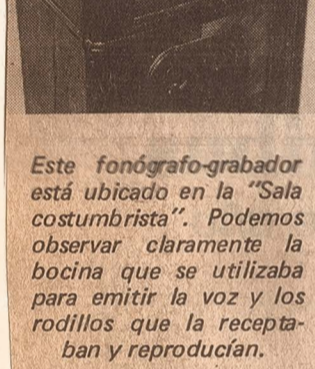 Este fonógrafo-grabador
está ubicado en la "Sala
costumbrista". Podemos
observar claramente la
bocina que se utilizaba
para emitir la voz y los
rodillos que la recepta-
ban y reproducían.